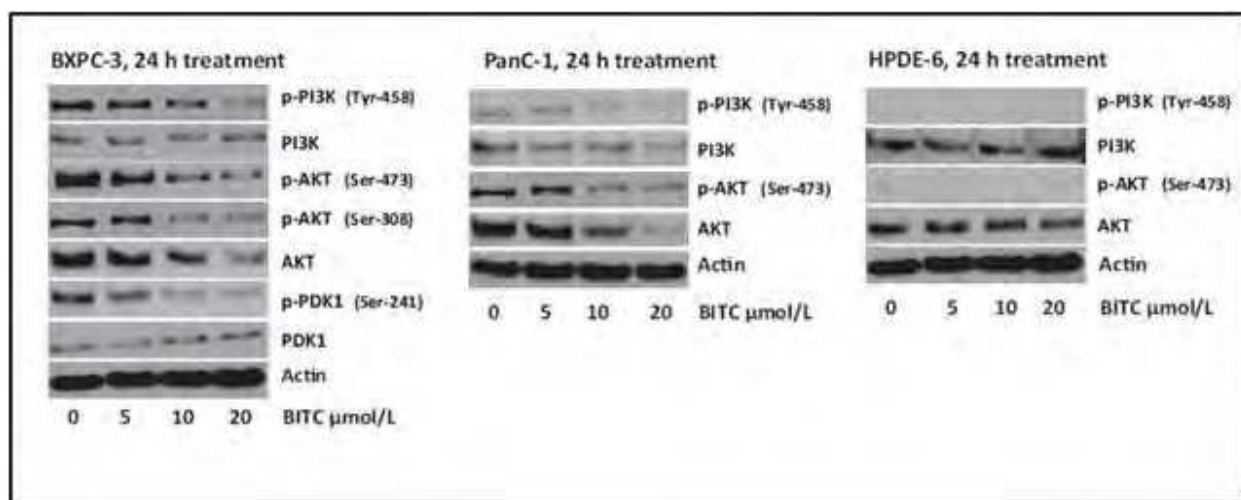 BXPC-3, 24 h treatment
p-PI3K (Tyr-458)
PI3K
p-AKT (Ser-473)
p-AKT (Ser-308)
AKT
p-PDK1 (Ser-241)
PDK1
Actin
0 5 10 20 BITC µmol/L
PanC-1, 24 h treatment
p-PI3K (Tyr-458)
PI3K
p-AKT (Ser-473)
AKT
Actin
0 5 10 20 BITC µmol/L
HPDE-6, 24 h treatment
p-PI3K (Tyr-458)
PI3K
p-AKT (Ser-473)
AKT
Actin
0 5 10 20 BITC µmol/L